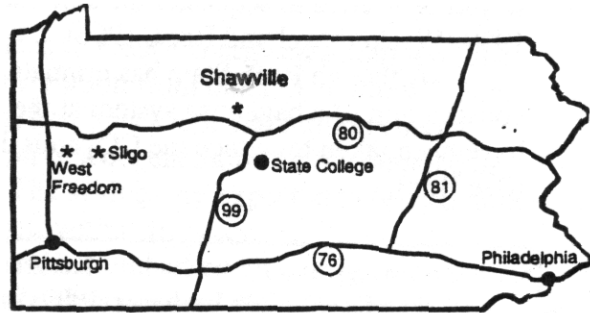 Shawville
*
80
* * Sligo
West
Freedom
State College
81
99
Pittsburgh
76
Philadelphia